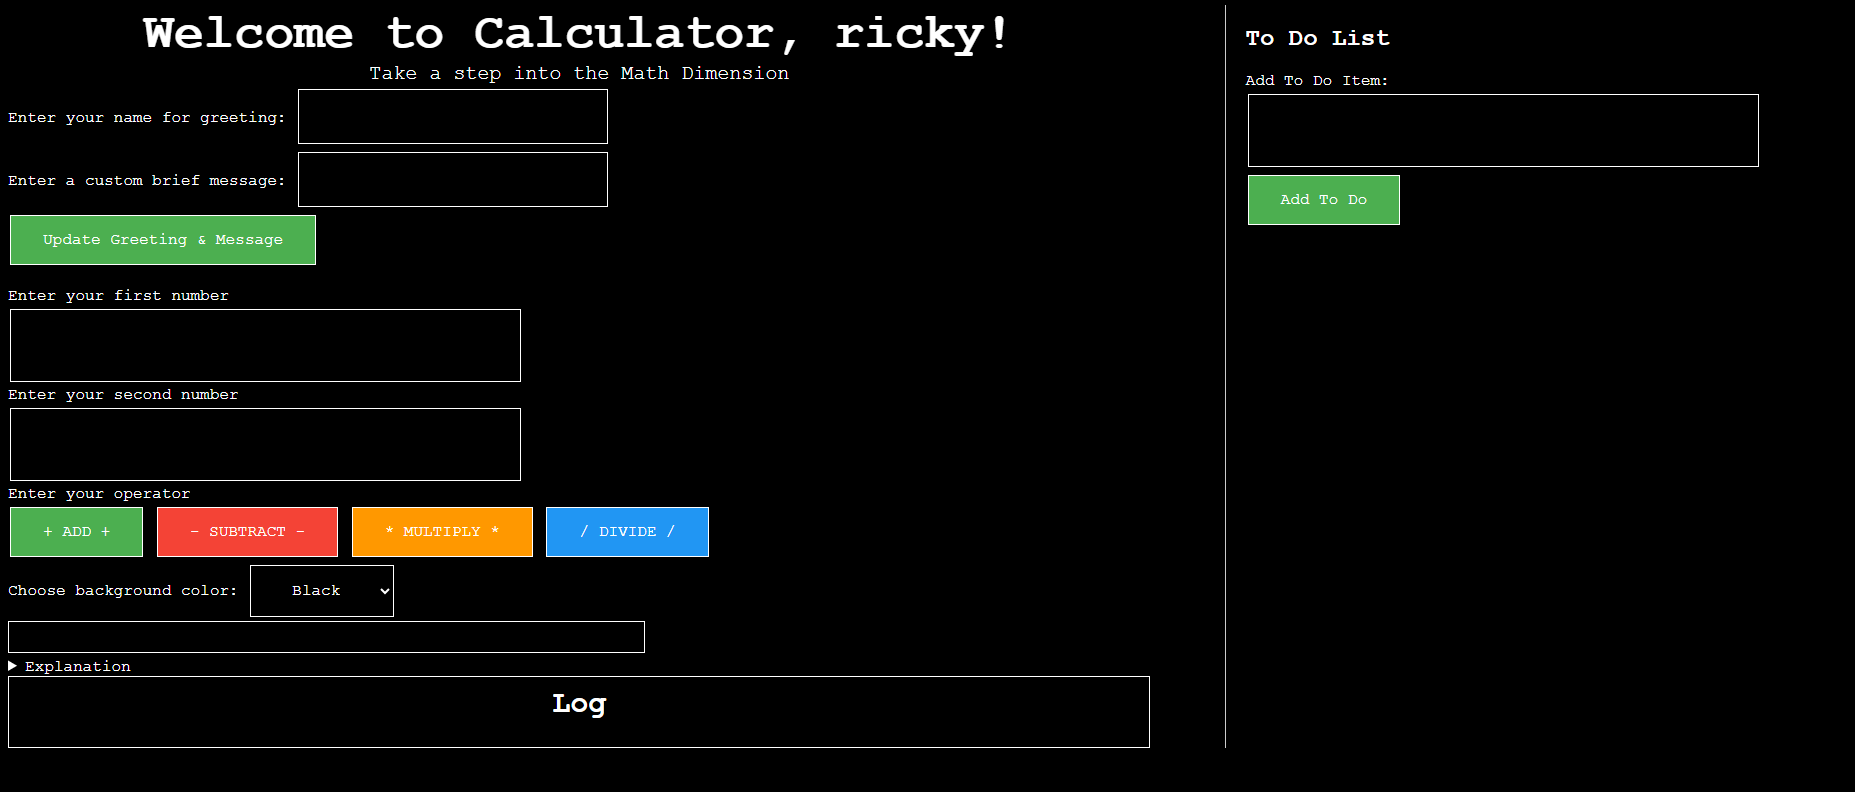 Welcome to Calculator, ricky!
Take a step into the Math Dimension
Enter your name for greeting:
Enter a custom brief message:
Update Greeting & Message
Enter your first number
Enter your second number
Enter your operator
+ ADD +
- SUBTRACT -
* MULTIPLY *
/ DIVIDE /
Choose background color: Black
Explanation
Log
To Do List
Add To Do Item:
Add To Do